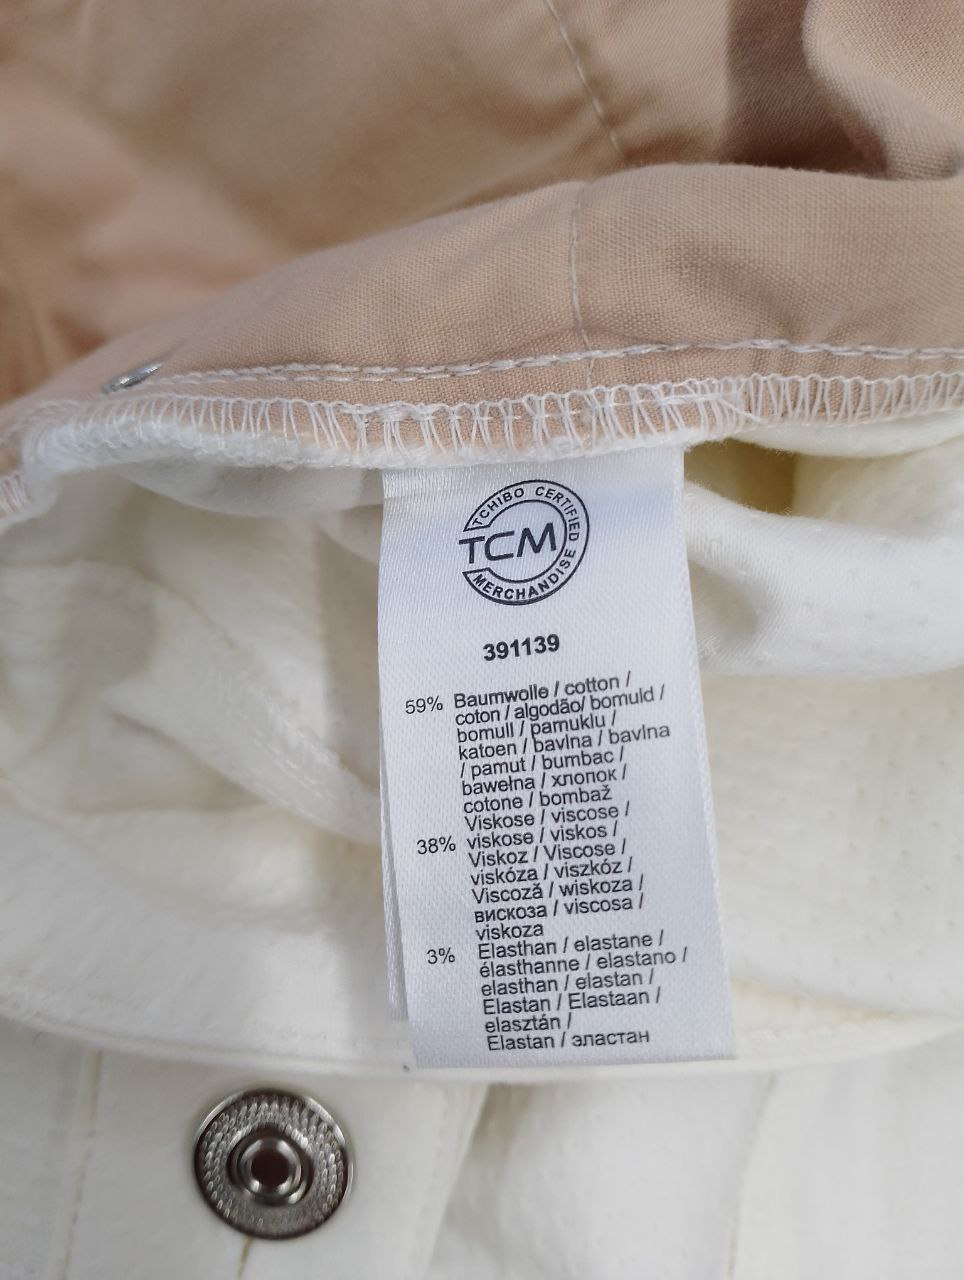 TCHIBO CERTIFIED
TCM
MERCHANDISE
391139
59% Baumwolle / cotton /
coton / algodão/ bomuld /
bomull / pamuklu /
katoen / bavlna / bavlna
/ pamut / bumbac /
bawełna / хлопок /
cotone / bombaž
Viskose / viscose /
38% viskose / viskos /
Viskoz / Viscose /
viskóza / viszkóz /
Viscoză / wiskoza /
вискоза / viscosa /
viskoza
3% Elasthan / elastane /
élasthanne / elastano /
elasthan / elastan /
Elastan / Elastaan /
elasztán /
Elastan / эластан